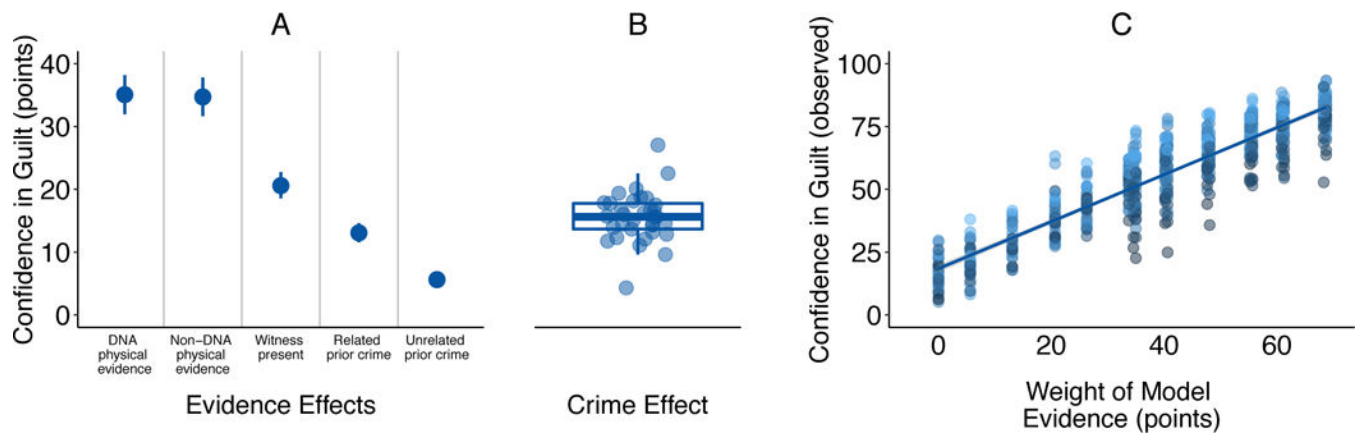 A
Confidence in Guilt (points)
40
30
20
10
0
DNA
physical
evidence
Non−DNA
physical
evidence
Witness
present
Related
prior crime
Unrelated
prior crime
Evidence Effects
B
Crime Effect
C
Confidence in Guilt (observed)
100
75
50
25
0
0
20
40
60
Weight of Model
Evidence (points)